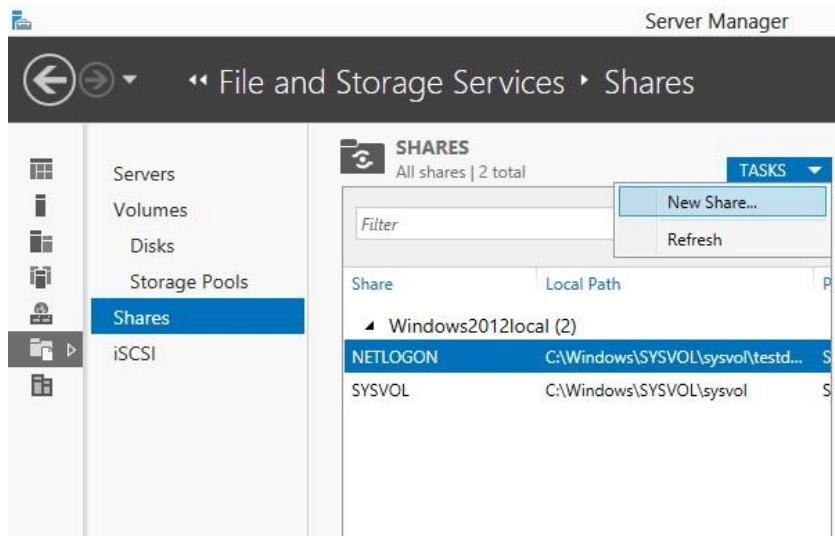 Server Manager
File and Storage Services ‣ Shares
Servers
Volumes
Disks
Storage Pools
Shares
iSCSI
SHARES
All shares | 2 total
TASKS
New Share...
Refresh
Filter
Share Local Path P
Windows2012local (2)
NETLOGON C:\Windows\SYSVOL\sysvol\testd... S
SYSVOL C:\Windows\SYSVOL\sysvol S